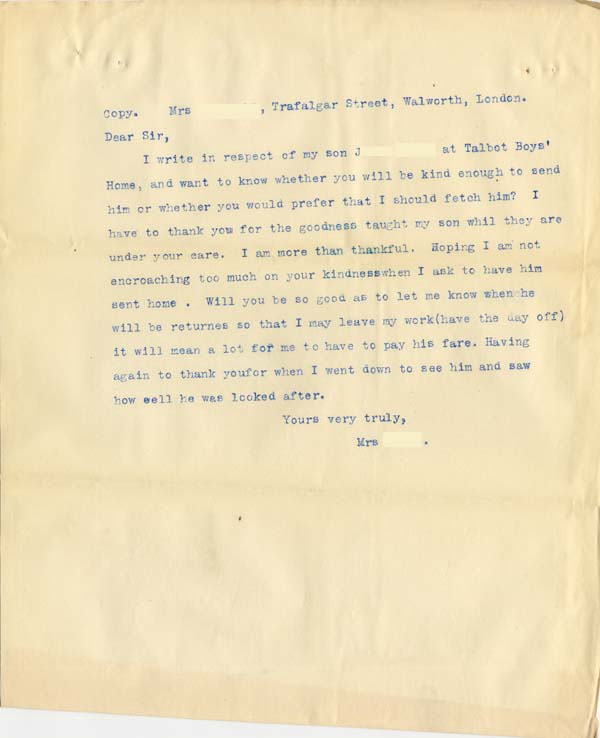 Copy. Mrs , Trafalgar Street, Walworth, London.
Dear Sir,
I write in respect of my son J at Talbot Boys'
Home, and want to know whether you will be kind enough to send
him or whether you would prefer that I should fetch him? I
have to thank you for the goodness taught my son whil they are
under your care. I am more than thankful. Hoping I am not
encroaching too much on your kindnesswhen I ask to have him
sent home . Will you be so good as to let me know when he
will be returnes so that I may leave my work(have the day off)
it will mean a lot for me to have to pay his fare. Having
again to thank youfor when I went down to see him and saw
how eell he was looked after.
Yours very truly,
Mrs .